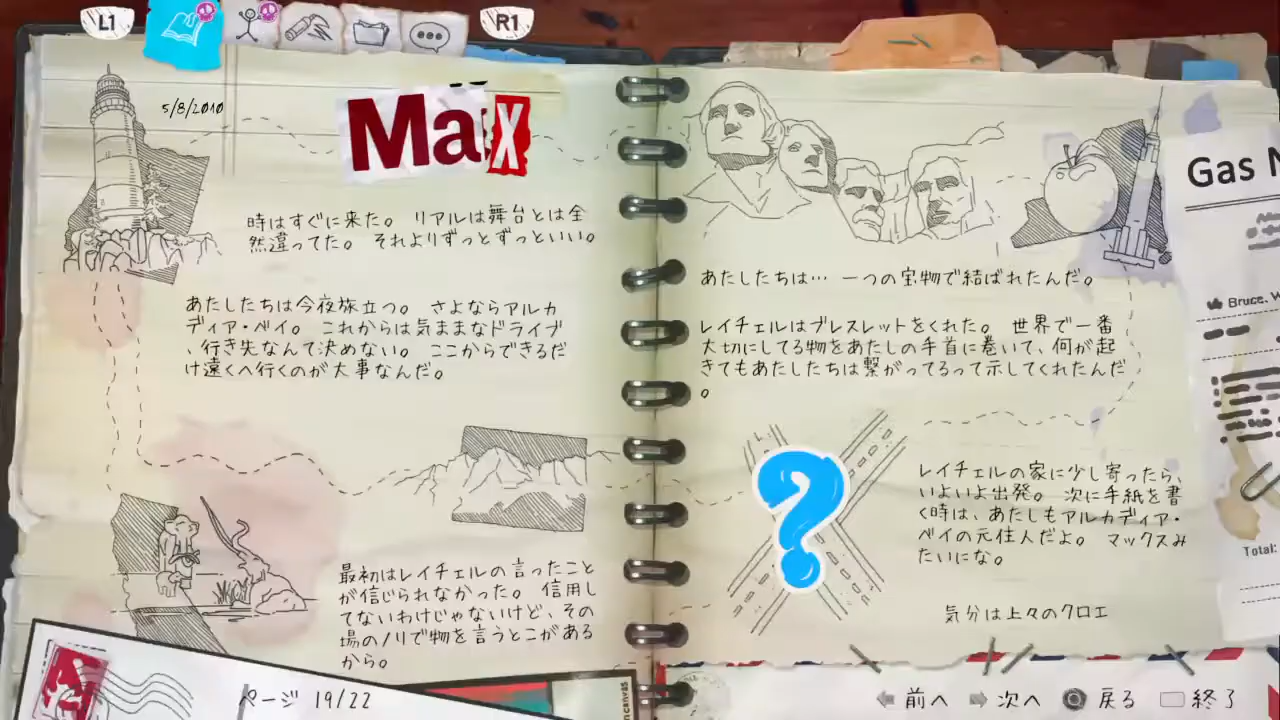 L1
R1
5/8/2010
Max
時はすぐに来た。 リアルは舞台とは全
然違ってた。 それよりずっとずっといい。
あたしたちは今夜旅立つ。 さよならアルカ
ディア・ベイ。 これからは気ままなドライブ
、行き先なんて決めない。 ここからできるだ
け遠くへ行くのが大事なんだ。
最初はレイチェルの言ったこと
が信じられなかった。 信用し
てないわけじゃないけど、その
場のノリで物を言うとこがある
から。
あたしたちは… 一つの宝物で結ばれたんだ。
レイチェルはブレスレットをくれた。 世界で一番
大切にしてる物をあたしの手首に巻いて、何が起
きてもあたしたちは繋がってるって示してくれたんだ
。
?
レイチェルの家に少し寄ったら、
いよいよ出発。 次に手紙を書
く時は、あたしもアルカディア・
ベイの元住人だよ。 マックスみ
たいにな。
気分は上々のクロエ
Gas
Bruce.
Total:
ページ 19/22
canvas
前へ 次へ 戻る 終了